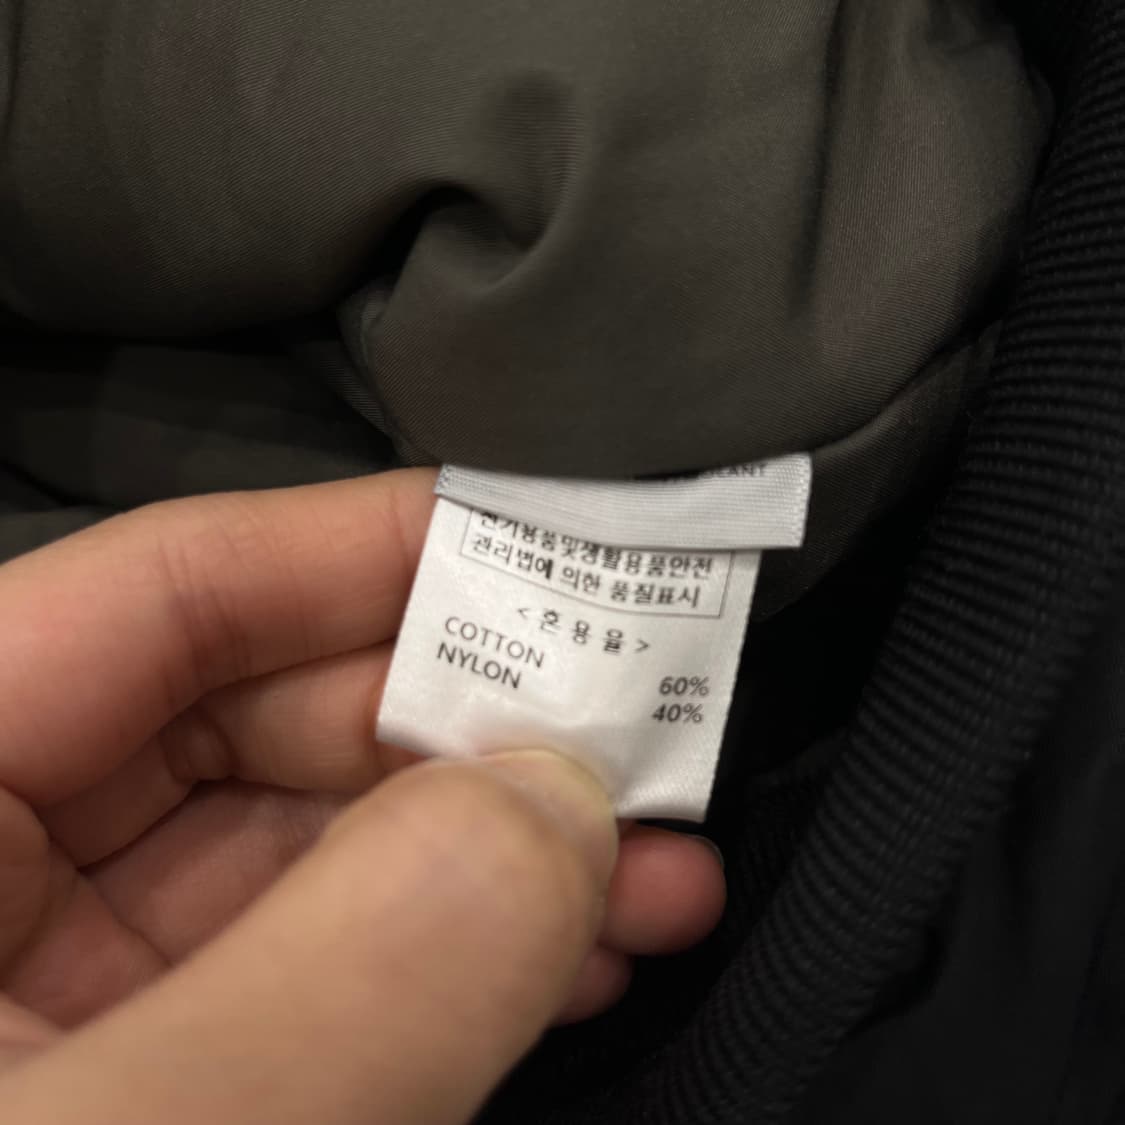 전기용품및생활용품안전
관리법에 의한 품질표시
< 혼 용 율 >
COTTON 60%
NYLON 40%